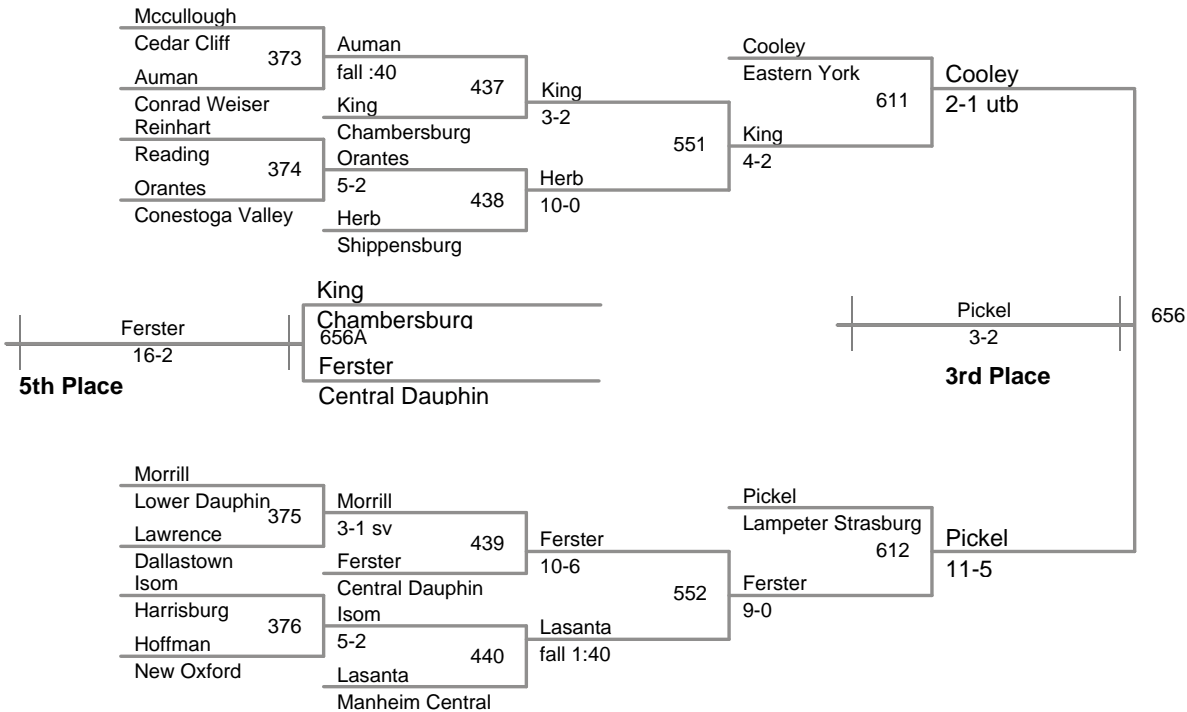 Mccullough
Cedar Cliff
373
Auman
Conrad Weiser
Reinhart
Reading
374
Orantes
Conestoga Valley
Auman
fall :40
437
King
Chambersburg
Orantes
5-2
438
Herb
Shippensburg
King
3-2
551
Herb
10-0
Cooley
Eastern York
611
King
4-2
Cooley
2-1 utb
King
Chambersburg
656A
Ferster
Central Dauphin
Ferster
16-2
5th Place
Pickel
3-2
3rd Place
656
Morrill
Lower Dauphin
375
Lawrence
Dallastown
Isom
Harrisburg
376
Hoffman
New Oxford
Morrill
3-1 sv
439
Ferster
Central Dauphin
Isom
5-2
440
Lasanta
Manheim Central
Ferster
10-6
552
Lasanta
fall 1:40
Pickel
Lampeter Strasburg
612
Ferster
9-0
Pickel
11-5